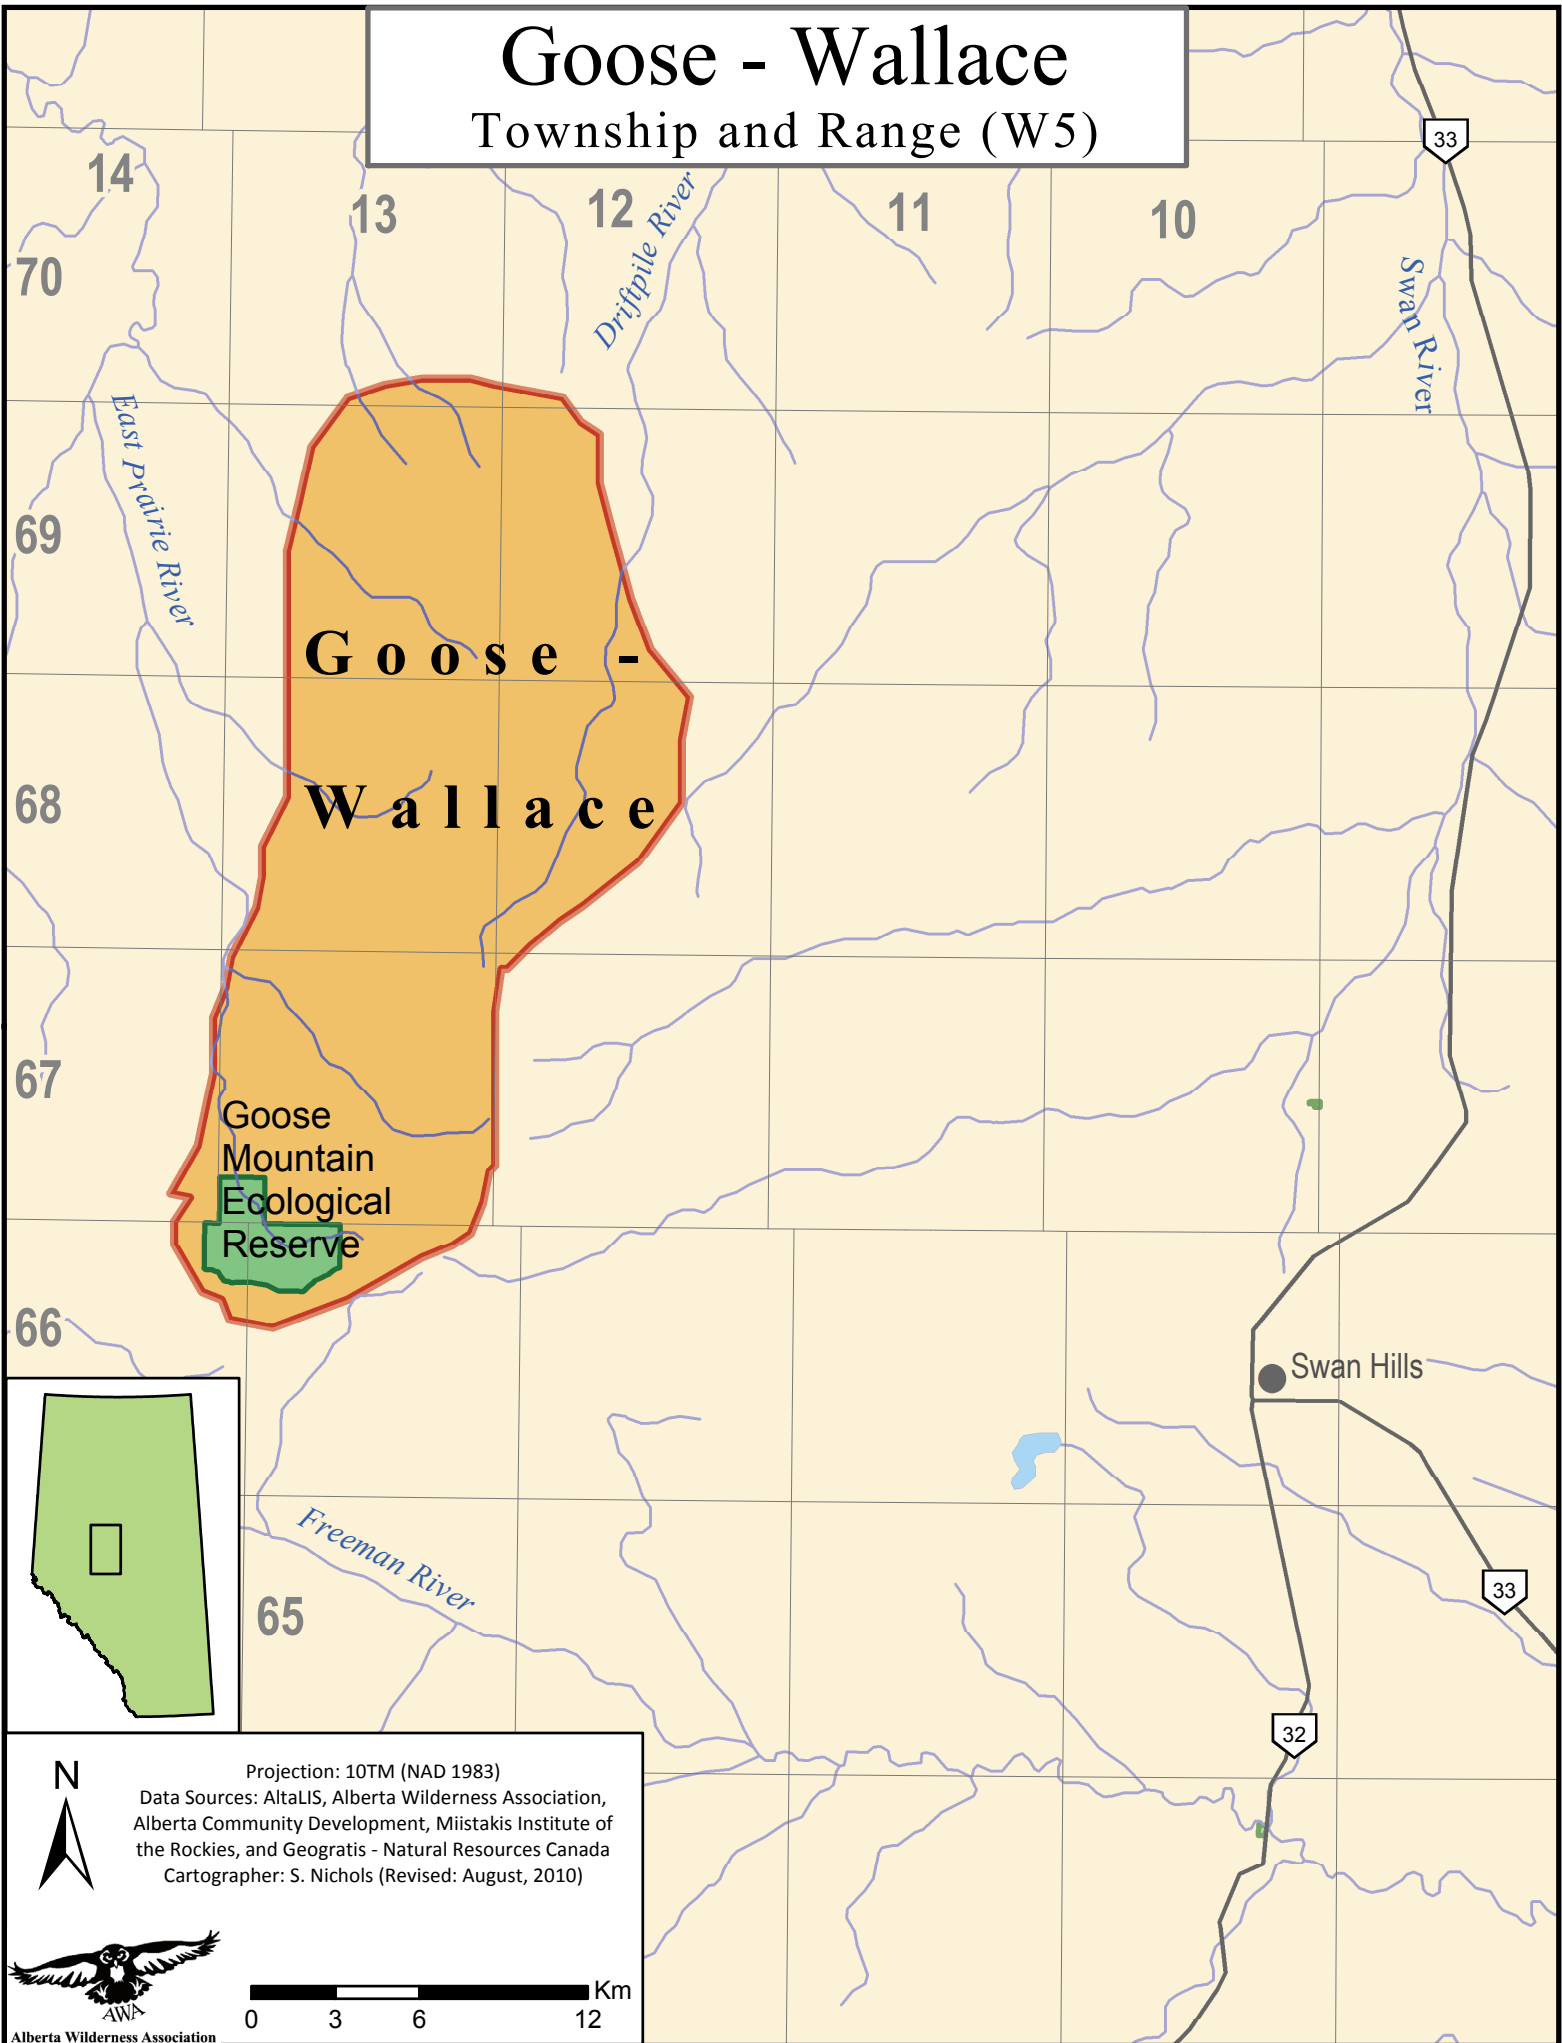 Goose - Wallace
Township and Range (W5)
33
14
13
12
11
10
70
Driftpile River
Swan River
East Prairie River
69
Goose -
68
Wallace
67
Goose
Mountain
Ecological
Reserve
66
Swan Hills
Freeman River
33
65
32
N
Projection: 10TM (NAD 1983)
Data Sources: AltaLIS, Alberta Wilderness Association,
Alberta Community Development, Miistakis Institute of
the Rockies, and Geogratis - Natural Resources Canada
Cartographer: S. Nichols (Revised: August, 2010)
AWA
Alberta Wilderness Association
Km
0 3 6 12